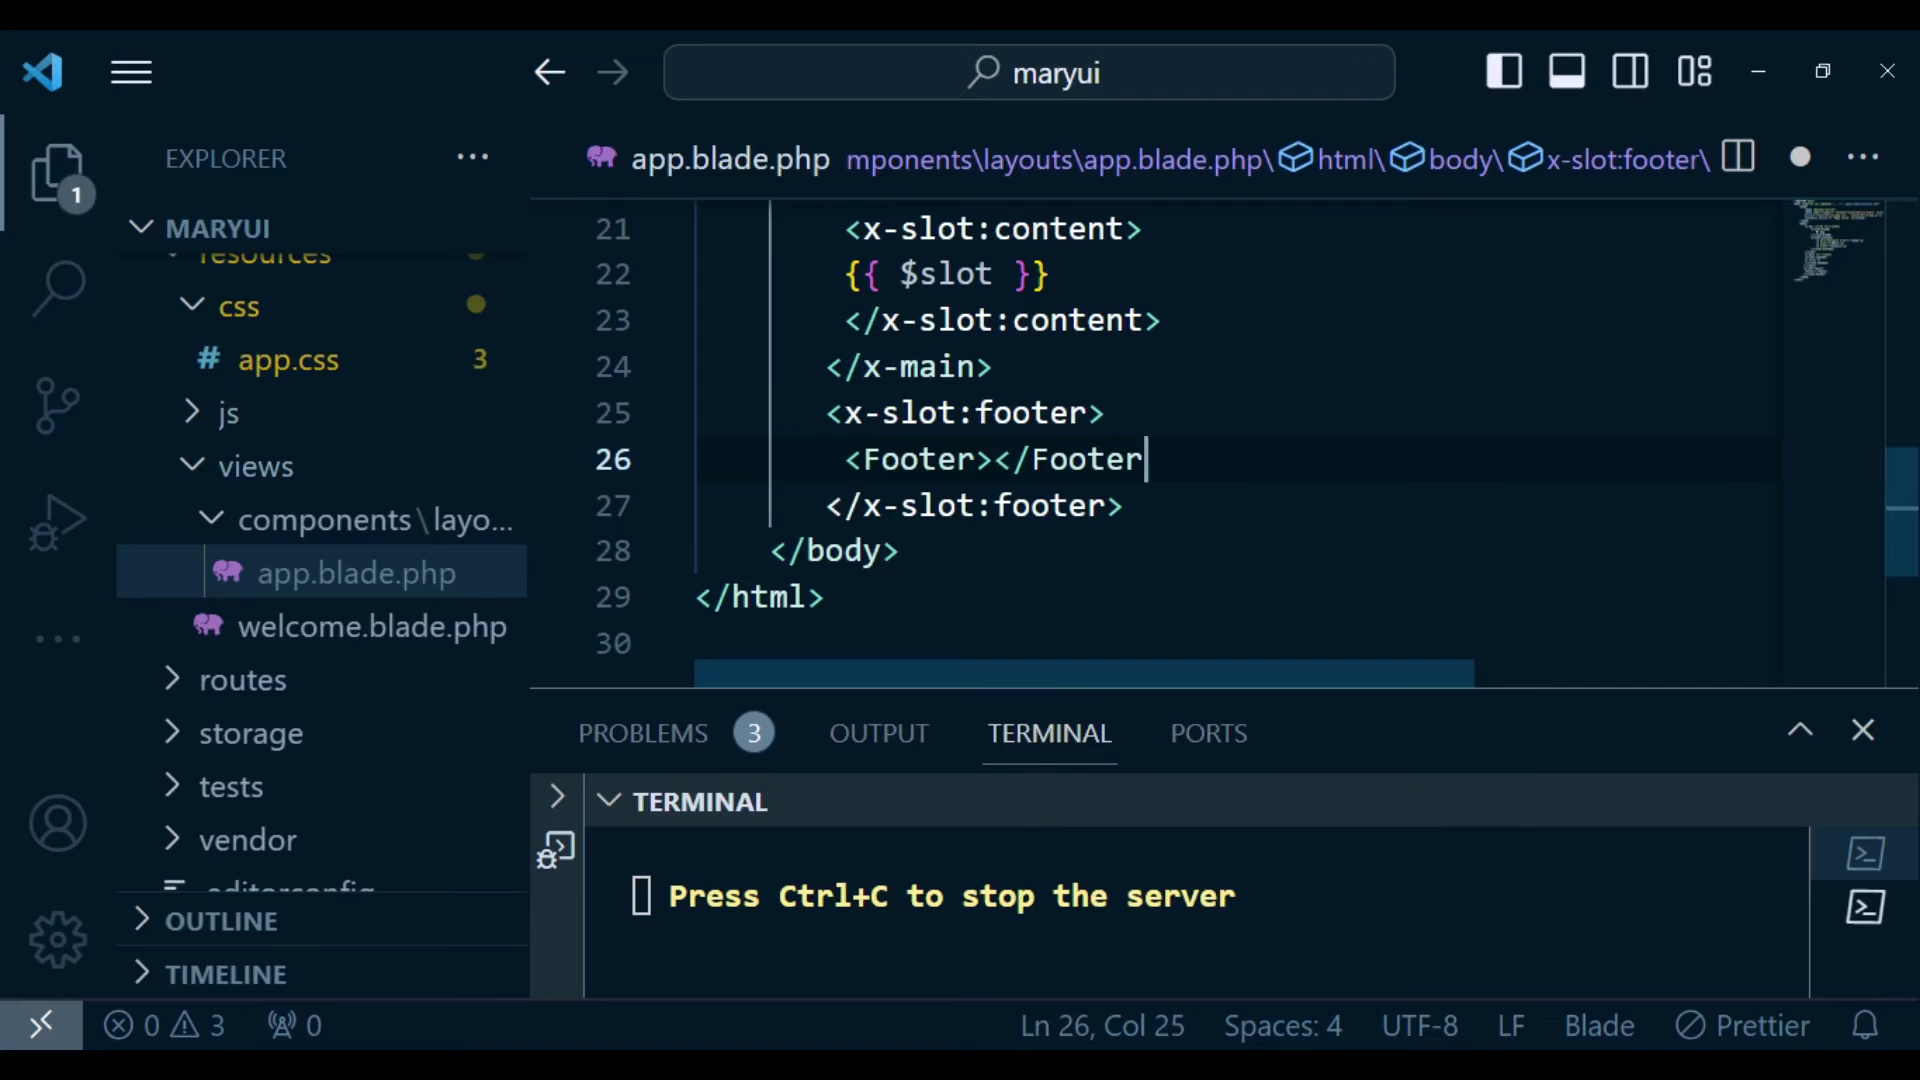 maryui
EXPLORER
app.blade.php mponents\layouts\app.blade.php\html\body\x-slot:footer\
1
MARYUI
resources
css
app.css 3
js
views
components\layo...
app.blade.php
welcome.blade.php
routes
storage
tests
vendor
.editorconfig
OUTLINE
TIMELINE
21 <x-slot:content>
22 {{ $slot }}
23 </x-slot:content>
24 </x-main>
25 <x-slot:footer>
26 <Footer></Footer
27 </x-slot:footer>
28 </body>
29 </html>
30
PROBLEMS 3 OUTPUT TERMINAL PORTS
TERMINAL
Press Ctrl+C to stop the server
0 3 0 Ln 26, Col 25 Spaces: 4 UTF-8 LF Blade Prettier